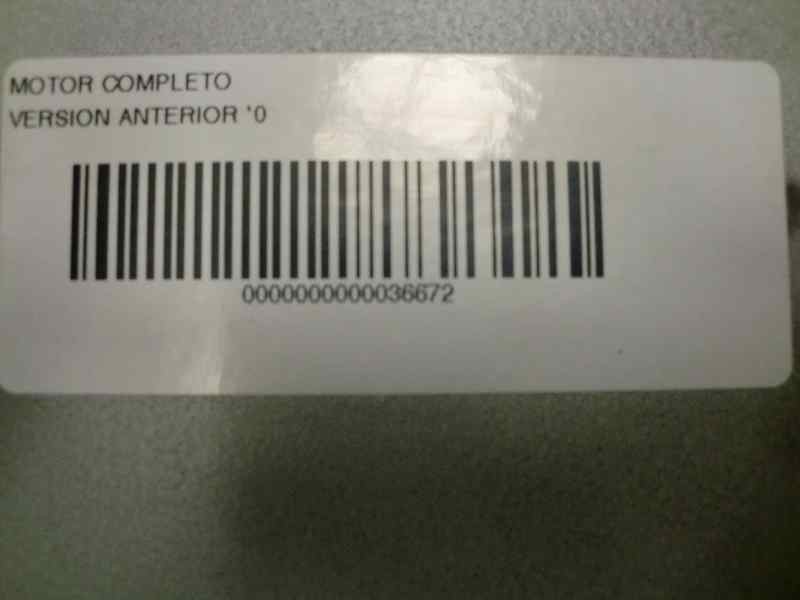 MOTOR COMPLETO
VERSION ANTERIOR '0
0000000000036672